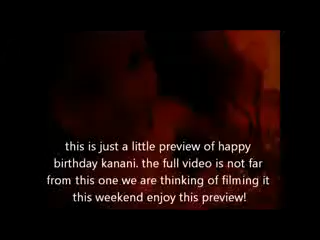 this is just a little preview of happy
birthday kanani. the full video is not far
from this one we are thinking of filming it
this weekend enjoy this preview!